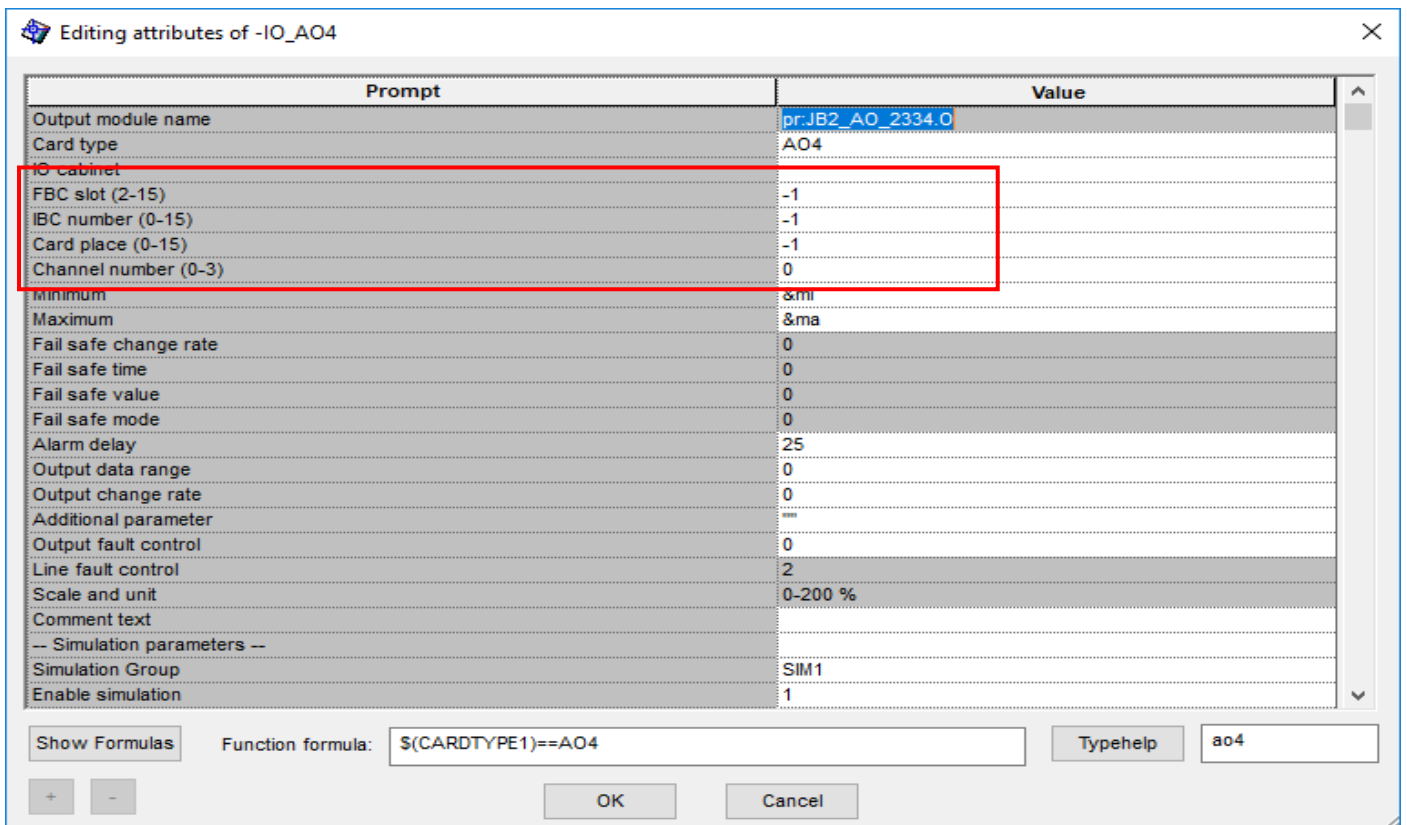 Editing attributes of -IO_AO4
Prompt Value
Output module name pr:JB2_AO_2334.O
Card type AO4
IO cabinet
FBC slot (2-15) -1
IBC number (0-15) -1
Card place (0-15) -1
Channel number (0-3) 0
Minimum &mi
Maximum &ma
Fail safe change rate 0
Fail safe time 0
Fail safe value 0
Fail safe mode 0
Alarm delay 25
Output data range 0
Output change rate 0
Additional parameter ""
Output fault control 0
Line fault control 2
Scale and unit 0-200 %
Comment text
-- Simulation parameters --
Simulation Group SIM1
Enable simulation 1
Show Formulas Function formula: $(CARDTYPE1)==AO4 Typehelp ao4
+ - OK Cancel